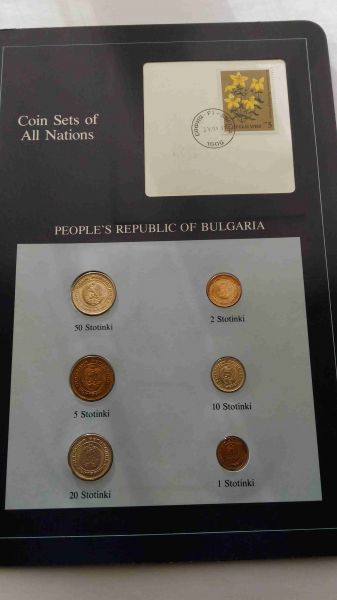 Coin Sets of
All Nations
PEOPLE'S REPUBLIC OF BULGARIA
50 Stotinki
2 Stotinki
5 Stotinki
10 Stotinki
20 Stotinki
1 Stotinki